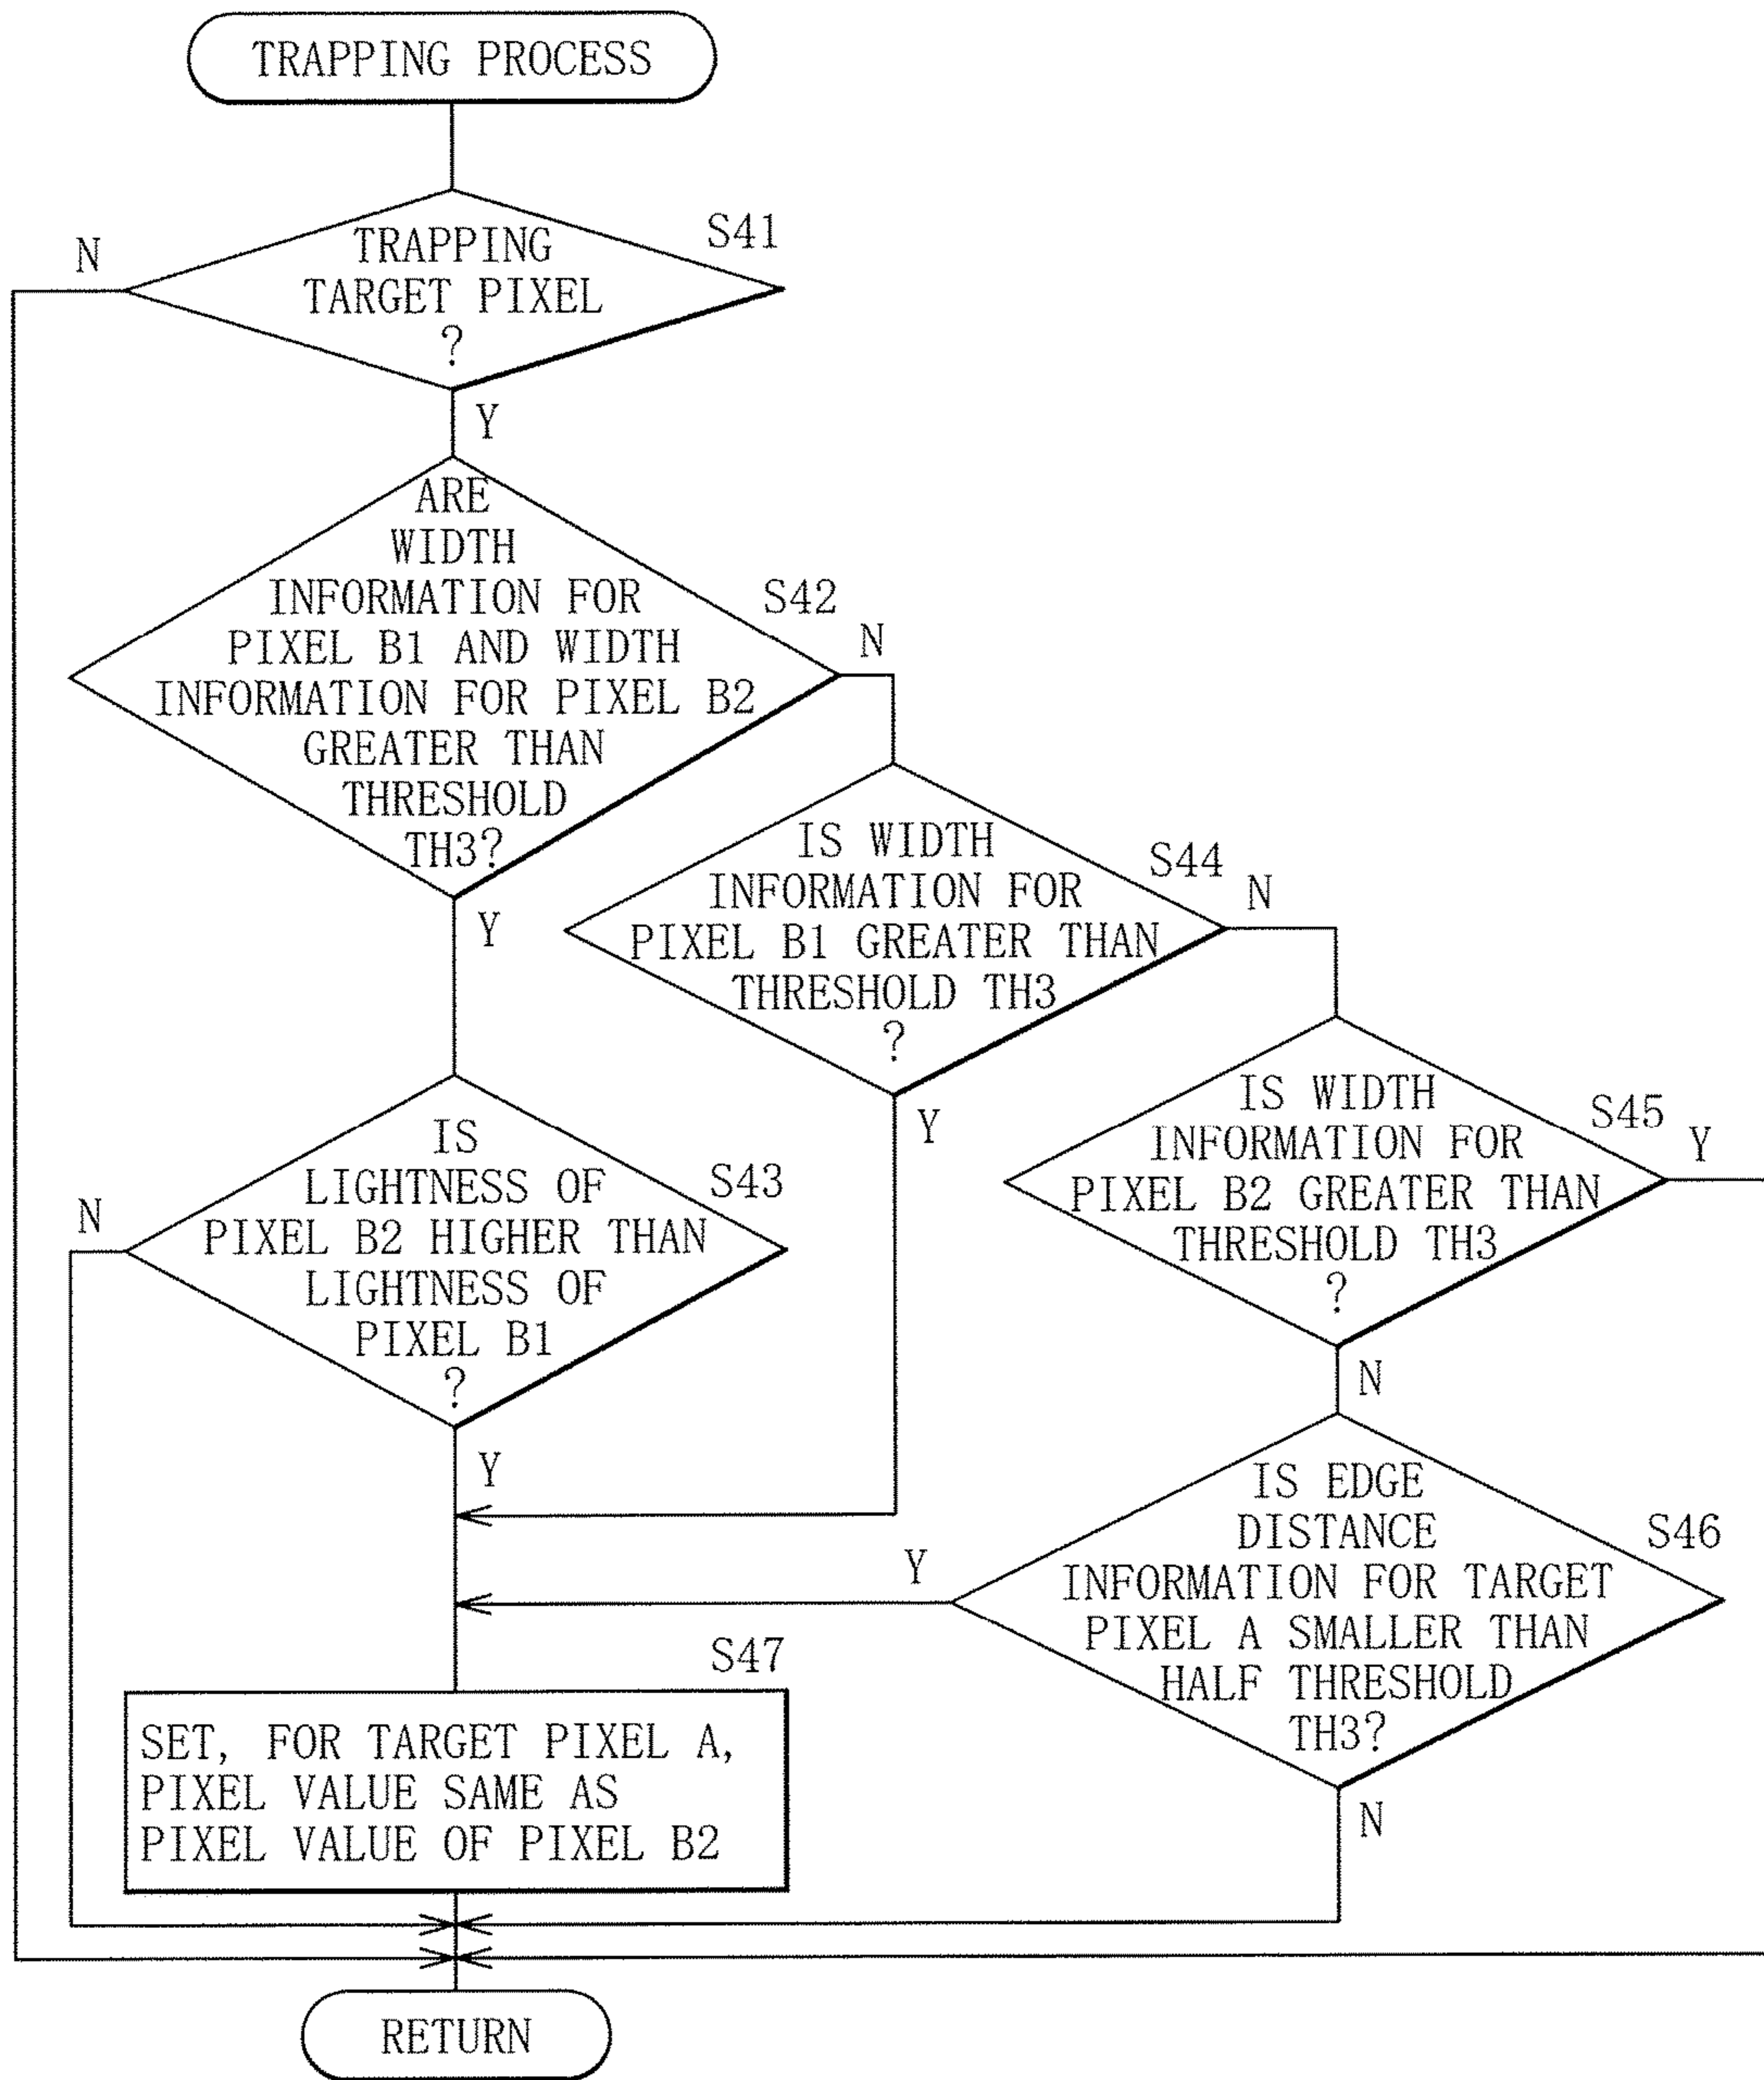 TRAPPING PROCESS
S41
N
TRAPPING
TARGET PIXEL
?
Y
ARE
WIDTH
INFORMATION FOR
PIXEL B1 AND WIDTH
INFORMATION FOR PIXEL B2
GREATER THAN
THRESHOLD
TH3?
S42
N
Y
IS WIDTH
INFORMATION FOR
PIXEL B1 GREATER THAN
THRESHOLD TH3
?
S44
N
Y
IS
LIGHTNESS OF
PIXEL B2 HIGHER THAN
LIGHTNESS OF
PIXEL B1
?
S43
N
Y
IS WIDTH
INFORMATION FOR
PIXEL B2 GREATER THAN
THRESHOLD TH3
?
S45
Y
N
IS EDGE
DISTANCE
INFORMATION FOR TARGET
PIXEL A SMALLER THAN
HALF THRESHOLD
TH3?
S46
Y
N
S47
SET, FOR TARGET PIXEL A,
PIXEL VALUE SAME AS
PIXEL VALUE OF PIXEL B2
RETURN